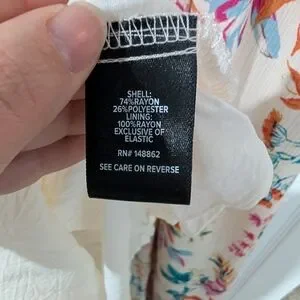 SHELL:
74%RAYON
26%POLYESTER
LINING:
100%RAYON
EXCLUSIVE OF
ELASTIC
RN# 148862
SEE CARE ON REVERSE